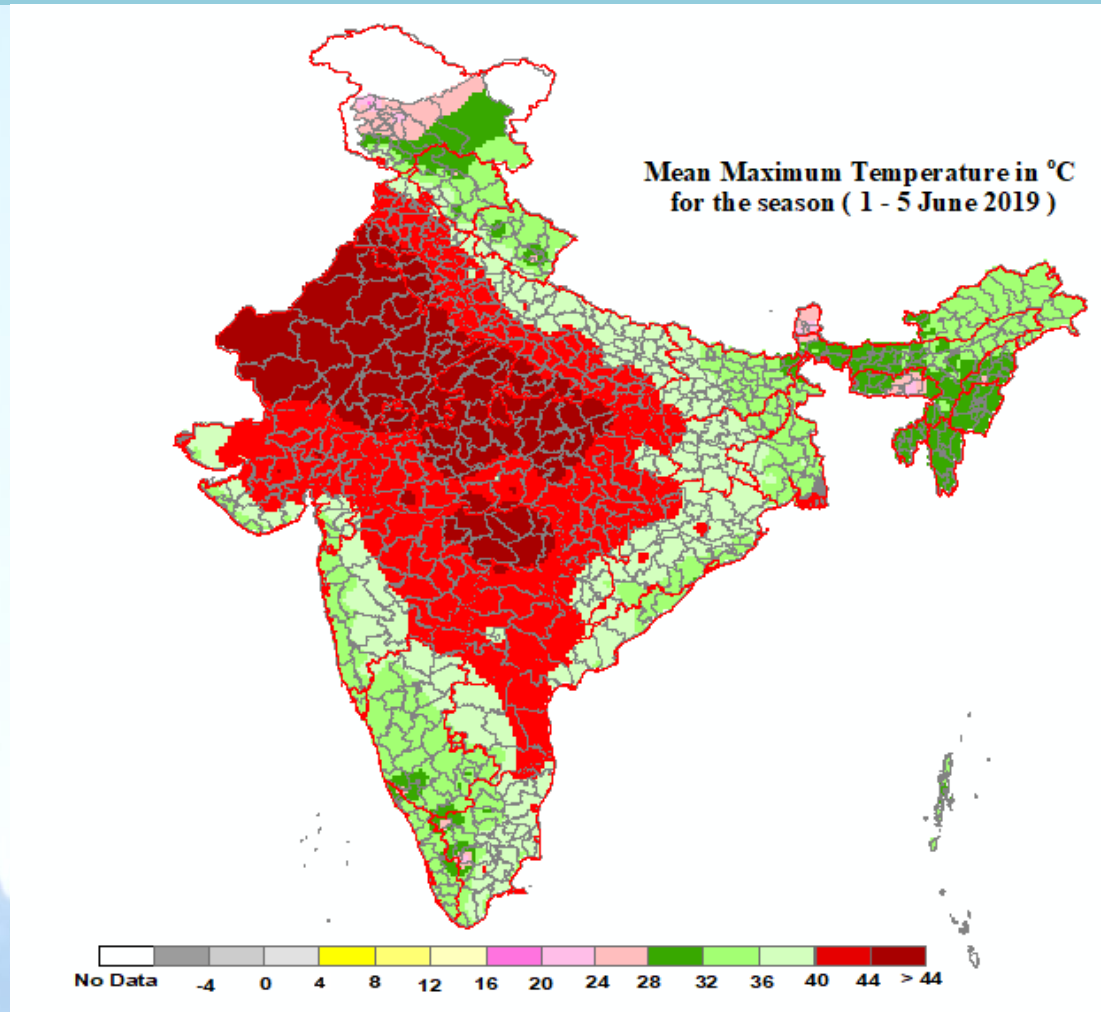 Mean Maximum Temperature in °C
for the season ( 1 - 5 June 2019 )
No Data -4 0 4 8 12 16 20 24 28 32 36 40 44 > 44